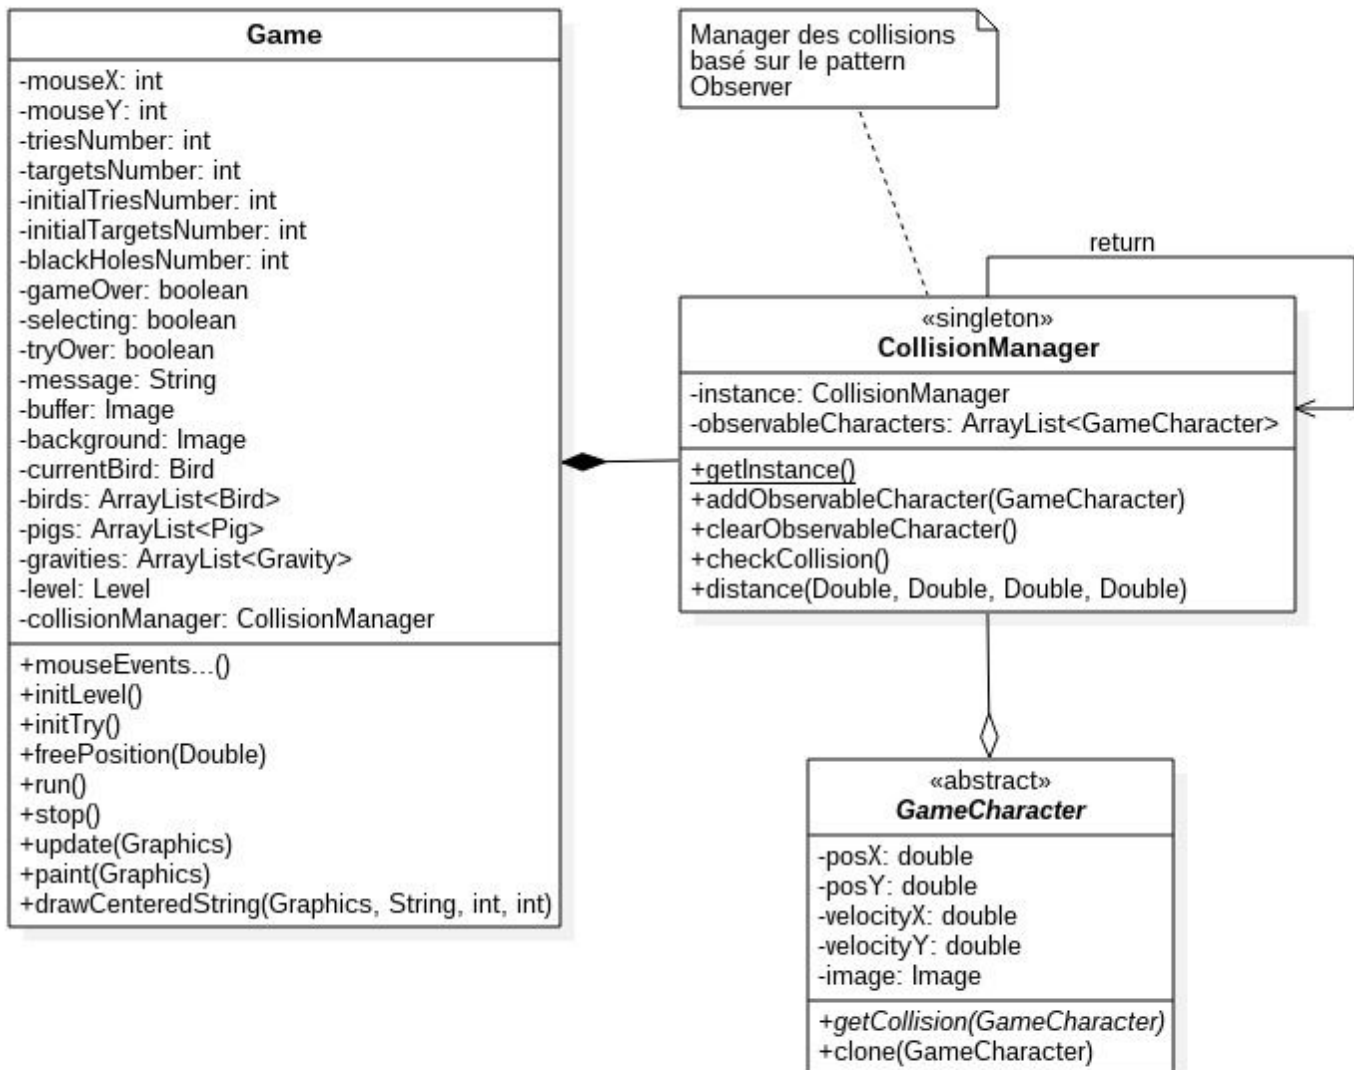 Game
-mouseX: int
-mouseY: int
-triesNumber: int
-targetsNumber: int
-initialTriesNumber: int
-initialTargetsNumber: int
-blackHolesNumber: int
-gameOver: boolean
-selecting: boolean
-tryOver: boolean
-message: String
-buffer: Image
-background: Image
-currentBird: Bird
-birds: ArrayList<Bird>
-pigs: ArrayList<Pig>
-gravities: ArrayList<Gravity>
-level: Level
-collisionManager: CollisionManager
+mouseEvents...()
+initLevel()
+initTry()
+freePosition(Double)
+run()
+stop()
+update(Graphics)
+paint(Graphics)
+drawCenteredString(Graphics, String, int, int)
Manager des collisions
basé sur le pattern
Observer
return
«singleton»
CollisionManager
-instance: CollisionManager
-observableCharacters: ArrayList<GameCharacter>
+getInstance()
+addObservableCharacter(GameCharacter)
+clearObservableCharacter()
+checkCollision()
+distance(Double, Double, Double, Double)
«abstract»
GameCharacter
-posX: double
-posY: double
-velocityX: double
-velocityY: double
-image: Image
+getCollision(GameCharacter)
+clone(GameCharacter)